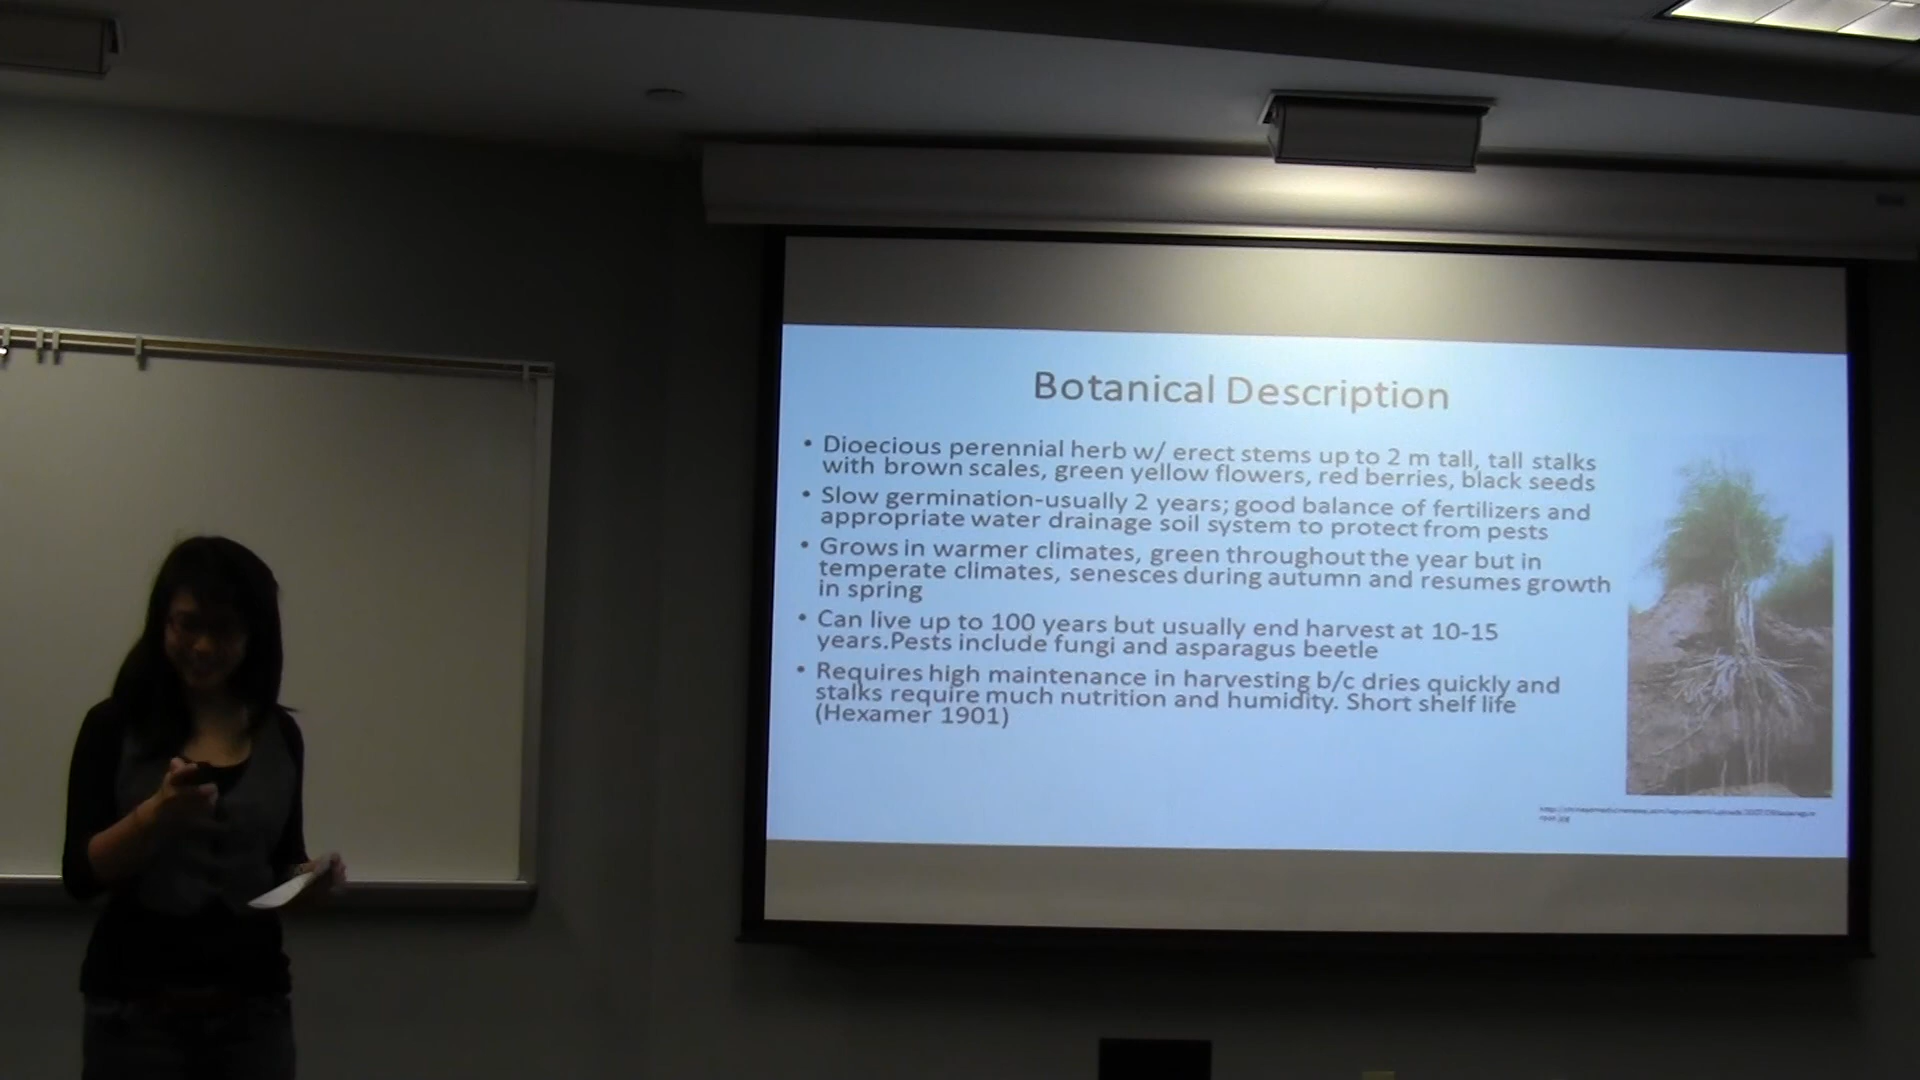 Botanical Description
• Dioecious perennial herb w/ erect stems up to 2 m tall, tall stalks
with brown scales, green yellow flowers, red berries, black seeds
• Slow germination-usually 2 years; good balance of fertilizers and
appropriate water drainage soil system to protect from pests
• Grows in warmer climates, green throughout the year but in
temperate climates, senesces during autumn and resumes growth
in spring
• Can live up to 100 years but usually end harvest at 10-15
years.Pests include fungi and asparagus beetle
• Requires high maintenance in harvesting b/c dries quickly and
stalks require much nutrition and humidity. Short shelf life
(Hexamer 1901)